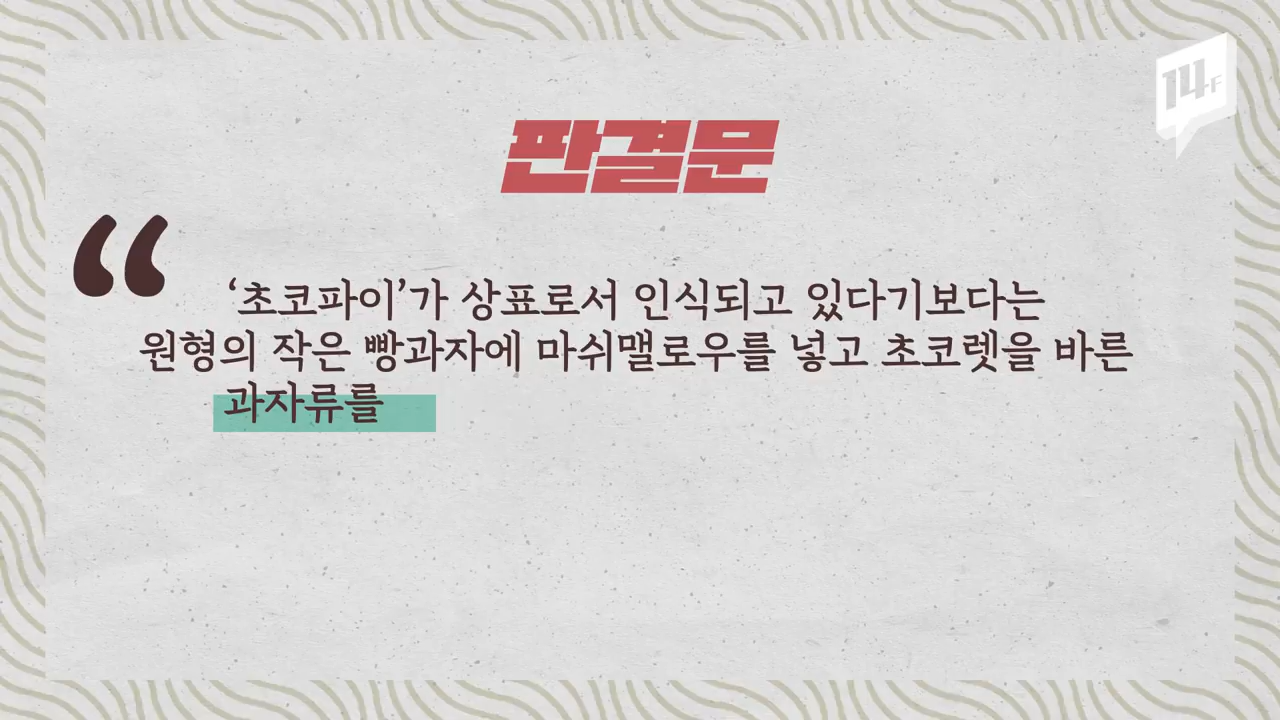 14F
판결문
“
‘초코파이’가 상표로서 인식되고 있다기보다는
원형의 작은 빵과자에 마쉬맬로우를 넣고 초코렛을 바른
과자류를